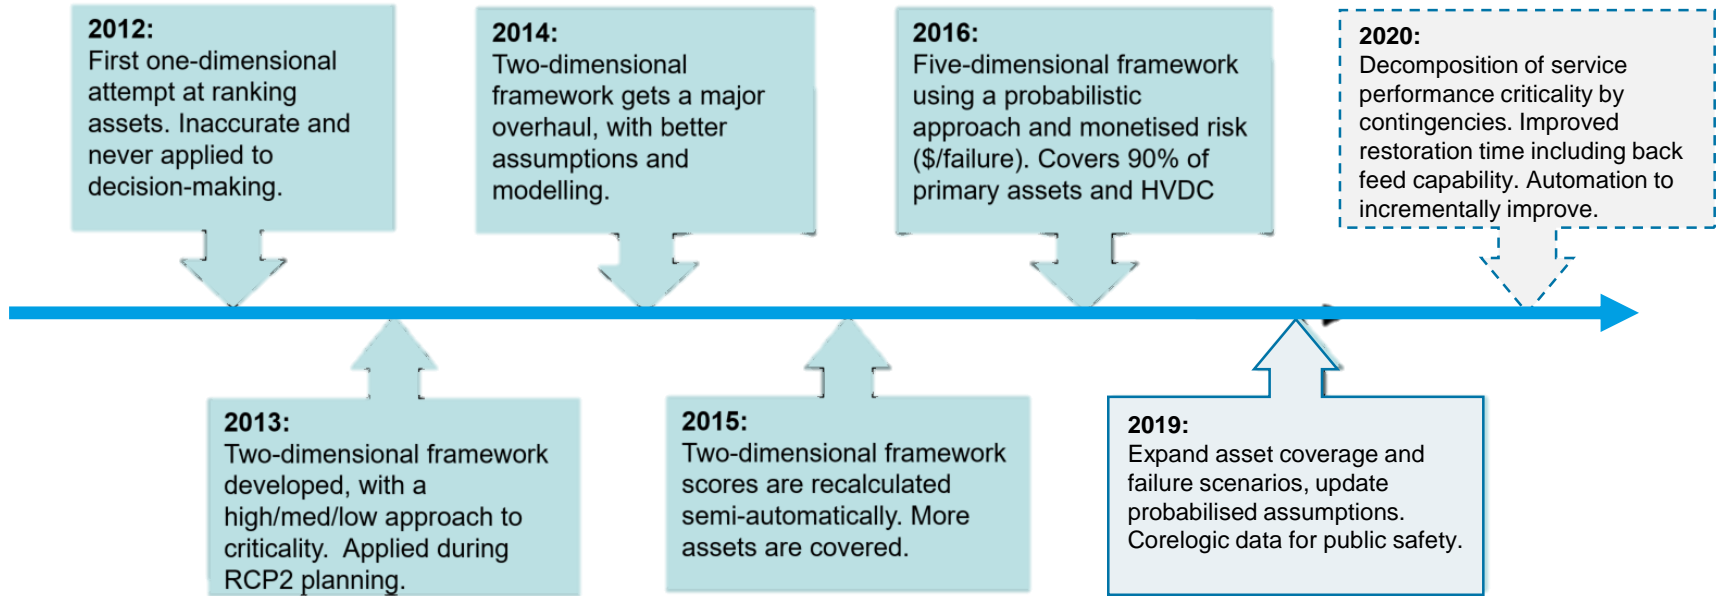 2012:
First one-dimensional
attempt at ranking
assets. Inaccurate and
never applied to
decision-making.
2014:
Two-dimensional
framework gets a major
overhaul, with better
assumptions and
modelling.
2016:
Five-dimensional framework
using a probabilistic
approach and monetised risk
($/failure). Covers 90% of
primary assets and HVDC
2020:
Decomposition of service
performance criticality by
contingencies. Improved
restoration time including back
feed capability. Automation to
incrementally improve.
2013:
Two-dimensional framework
developed, with a
high/med/low approach to
criticality.  Applied during
RCP2 planning.
2015:
Two-dimensional framework
scores are recalculated
semi-automatically. More
assets are covered.
2019:
Expand asset coverage and
failure scenarios, update
probabilised assumptions.
Corelogic data for public safety.